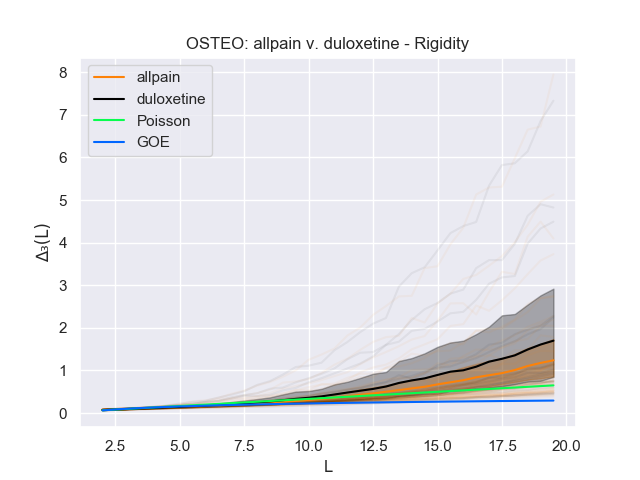 OSTEO: allpain v. duloxetine - Rigidity
allpain
duloxetine
Poisson
GOE
8
7
6
5
4
3
2
1
0
Δ₃(L)
2.5 5.0 7.5 10.0 12.5 15.0 17.5 20.0
L